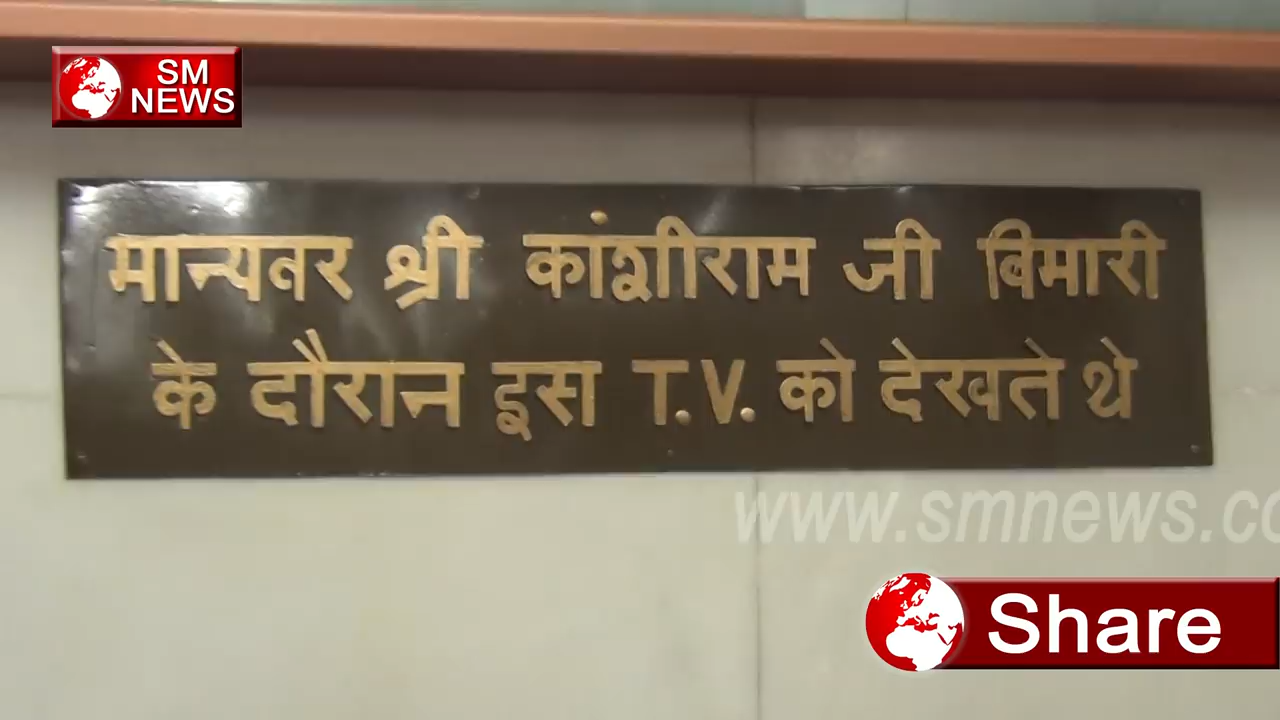 SM
NEWS
मान्यवर श्री कांशीराम जी बिमारी
के दौरान इस T.V. को देखते थे
www.smnews.co
Share